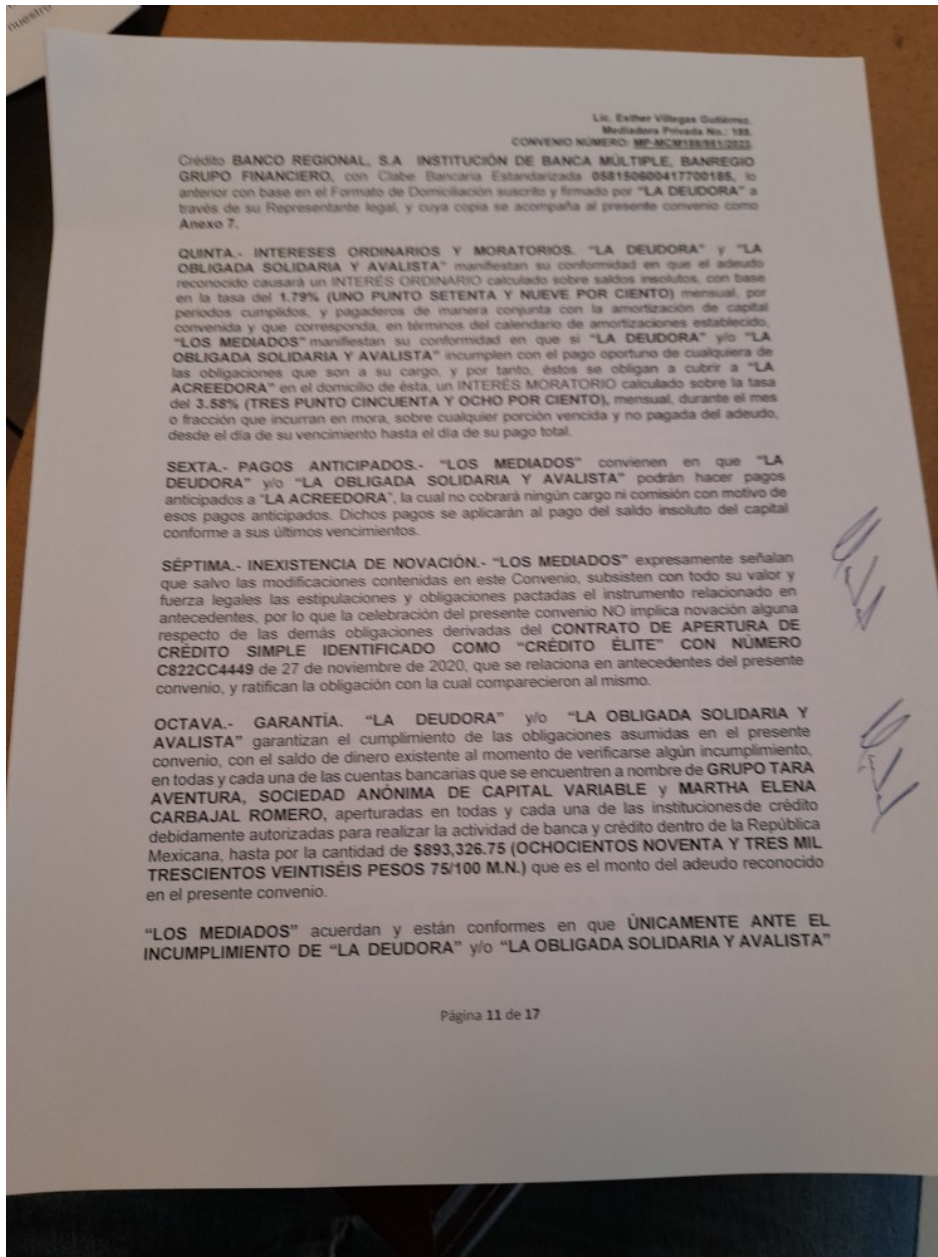 nuestro
Lic. Esther Villegas Gutiérrez.
Mediadora Privada No.: 188.
CONVENIO NÚMERO: MP-MCM188/981/2023
Crédito BANCO REGIONAL, S.A INSTITUCIÓN DE BANCA MÚLTIPLE, BANREGIO
GRUPO FINANCIERO, con Clabe Bancaria Estandarizada 058150600417700185, lo
anterior con base en el Formato de Domiciliación suscrito y firmado por “LA DEUDORA” a
través de su Representante legal, y cuya copia se acompaña al presente convenio como
Anexo 7.
QUINTA.- INTERESES ORDINARIOS Y MORATORIOS. “LA DEUDORA” y “LA
OBLIGADA SOLIDARIA Y AVALISTA” manifiestan su conformidad en que el adeudo
reconocido causará un INTERÉS ORDINARIO calculado sobre saldos insolutos, con base
en la tasa del 1.79% (UNO PUNTO SETENTA Y NUEVE POR CIENTO) mensual, por
periodos cumplidos, y pagaderos de manera conjunta con la amortización de capital
convenida y que corresponda, en términos del calendario de amortizaciones establecido,
“LOS MEDIADOS” manifiestan su conformidad en que si “LA DEUDORA” y/o “LA
OBLIGADA SOLIDARIA Y AVALISTA” incumplen con el pago oportuno de cualquiera de
las obligaciones que son a su cargo, y por tanto, éstos se obligan a cubrir a “LA
ACREEDORA” en el domicilio de ésta, un INTERÉS MORATORIO calculado sobre la tasa
del 3.58% (TRES PUNTO CINCUENTA Y OCHO POR CIENTO), mensual, durante el mes
o fracción que incurran en mora, sobre cualquier porción vencida y no pagada del adeudo,
desde el día de su vencimiento hasta el día de su pago total.
SEXTA.- PAGOS ANTICIPADOS.- “LOS MEDIADOS” convienen en que “LA
DEUDORA” y/o “LA OBLIGADA SOLIDARIA Y AVALISTA” podrán hacer pagos
anticipados a “LA ACREEDORA”, la cual no cobrará ningún cargo ni comisión con motivo de
esos pagos anticipados. Dichos pagos se aplicarán al pago del saldo insoluto del capital
conforme a sus últimos vencimientos.
SÉPTIMA.- INEXISTENCIA DE NOVACIÓN.- “LOS MEDIADOS” expresamente señalan
que salvo las modificaciones contenidas en este Convenio, subsisten con todo su valor y
fuerza legales las estipulaciones y obligaciones pactadas el instrumento relacionado en
antecedentes, por lo que la celebración del presente convenio NO implica novación alguna
respecto de las demás obligaciones derivadas del CONTRATO DE APERTURA DE
CRÉDITO SIMPLE IDENTIFICADO COMO “CRÉDITO ÉLITE” CON NÚMERO
C822CC4449 de 27 de noviembre de 2020, que se relaciona en antecedentes del presente
convenio, y ratifican la obligación con la cual comparecieron al mismo.
OCTAVA.- GARANTÍA. “LA DEUDORA” y/o “LA OBLIGADA SOLIDARIA Y
AVALISTA” garantizan el cumplimiento de las obligaciones asumidas en el presente
convenio, con el saldo de dinero existente al momento de verificarse algún incumplimiento,
en todas y cada una de las cuentas bancarias que se encuentren a nombre de GRUPO TARA
AVENTURA, SOCIEDAD ANÓNIMA DE CAPITAL VARIABLE y MARTHA ELENA
CARBAJAL ROMERO, aperturadas en todas y cada una de las institucionesde crédito
debidamente autorizadas para realizar la actividad de banca y crédito dentro de la República
Mexicana, hasta por la cantidad de $893,326.75 (OCHOCIENTOS NOVENTA Y TRES MIL
TRESCIENTOS VEINTISÉIS PESOS 75/100 M.N.) que es el monto del adeudo reconocido
en el presente convenio.
“LOS MEDIADOS” acuerdan y están conformes en que ÚNICAMENTE ANTE EL
INCUMPLIMIENTO DE “LA DEUDORA” y/o “LA OBLIGADA SOLIDARIA Y AVALISTA”
Página 11 de 17